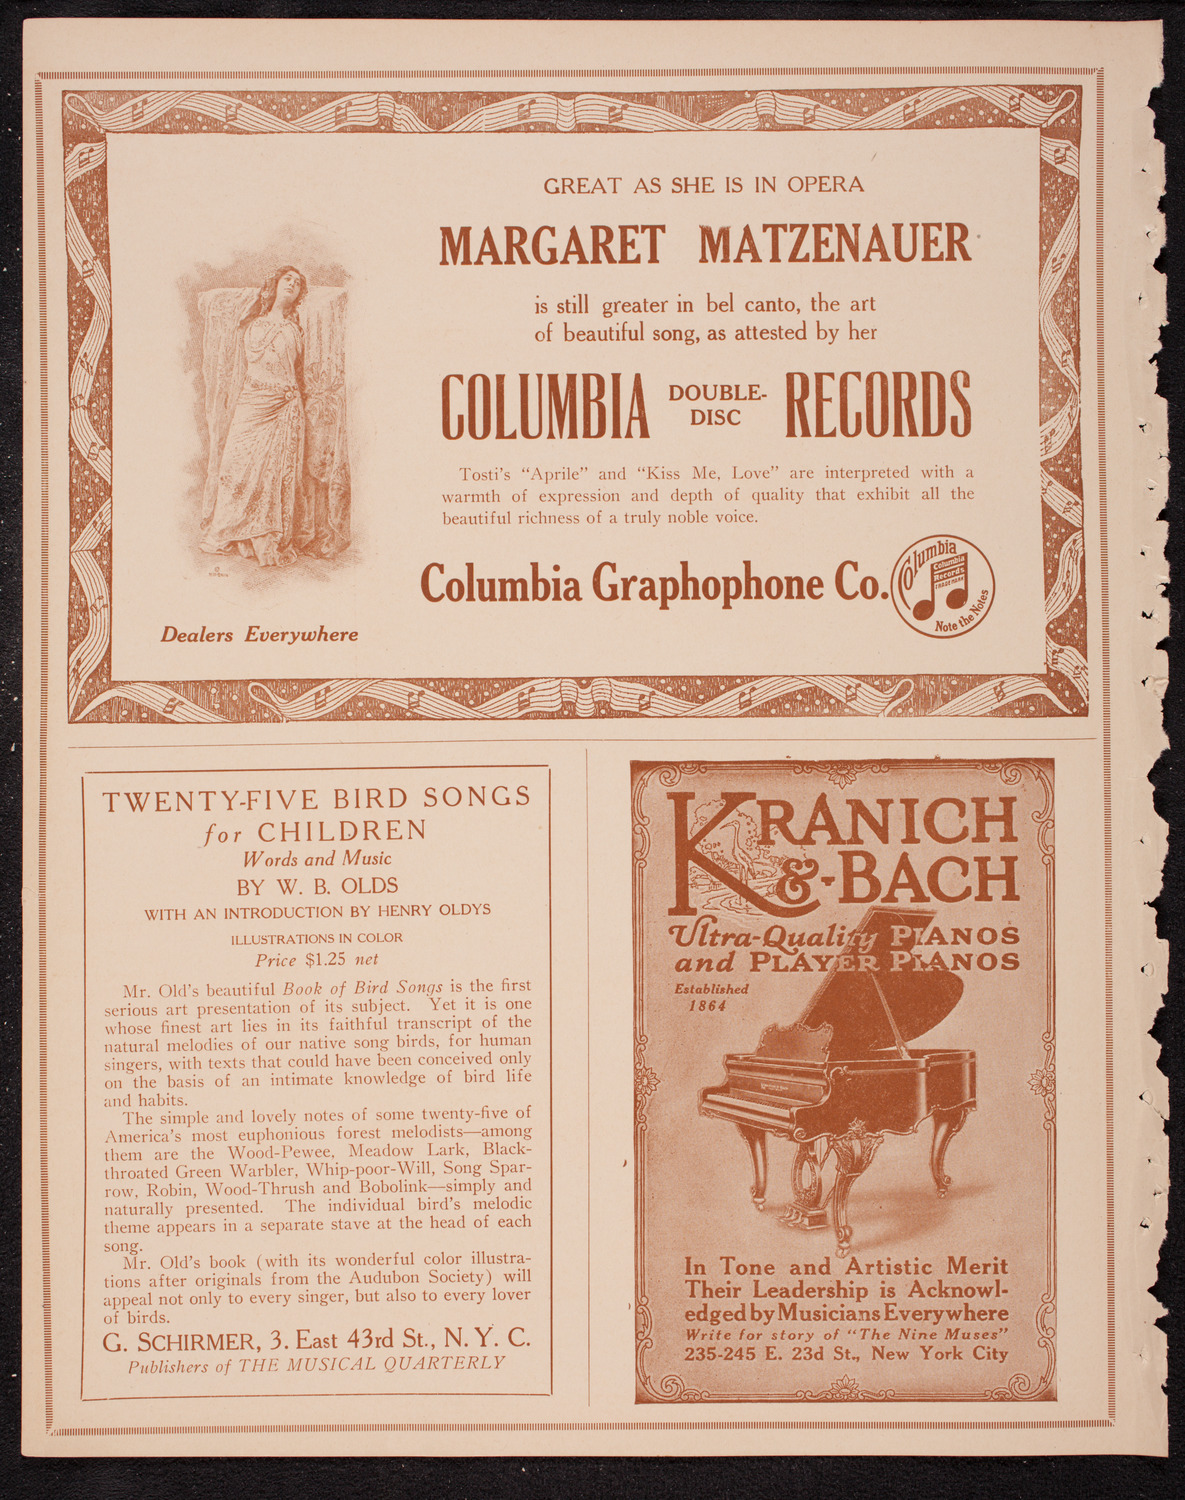 GREAT AS SHE IS IN OPERA
MARGARET MATZENAUER
is still greater in bel canto, the art
of beautiful song, as attested by her
COLUMBIA DOUBLE-DISC RECORDS
Tosti's "Aprile" and "Kiss Me, Love" are interpreted with a
warmth of expression and depth of quality that exhibit all the
beautiful richness of a truly noble voice.
Columbia Graphophone Co.
Columbia
Columbia
Records
TRADE MARK
Note the Notes
Dealers Everywhere
TWENTY-FIVE BIRD SONGS
for CHILDREN
Words and Music
BY W. B. OLDS
WITH AN INTRODUCTION BY HENRY OLDYS
ILLUSTRATIONS IN COLOR
Price $1.25 net
Mr. Old's beautiful Book of Bird Songs is the first
serious art presentation of its subject. Yet it is one
whose finest art lies in its faithful transcript of the
natural melodies of our native song birds, for human
singers, with texts that could have been conceived only
on the basis of an intimate knowledge of bird life
and habits.
The simple and lovely notes of some twenty-five of
America's most euphonious forest melodists—among
them are the Wood-Pewee, Meadow Lark, Black-
throated Green Warbler, Whip-poor-Will, Song Spar-
row, Robin, Wood-Thrush and Bobolink—simply and
naturally presented. The individual bird's melodic
theme appears in a separate stave at the head of each
song.
Mr. Old's book (with its wonderful color illustra-
tions after originals from the Audubon Society) will
appeal not only to every singer, but also to every lover
of birds.
G. SCHIRMER, 3. East 43rd St., N. Y. C.
Publishers of THE MUSICAL QUARTERLY
KRANICH
&-BACH
Ultra-Quality PIANOS
and PLAYER PIANOS
Established
1864
In Tone and Artistic Merit
Their Leadership is Acknowl-
edged by Musicians Everywhere
Write for story of "The Nine Muses"
235-245 E. 23d St., New York City